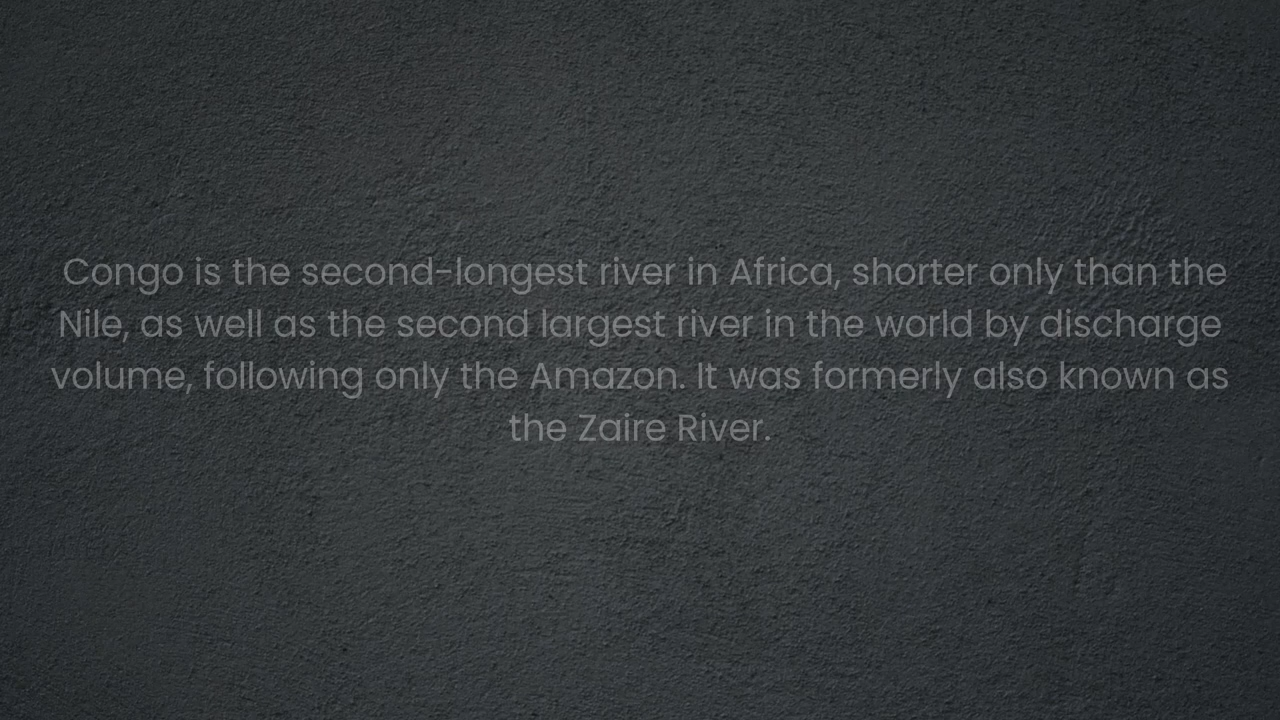 Congo is the second-longest river in Africa, shorter only than the
Nile, as well as the second largest river in the world by discharge
volume, following only the Amazon. It was formerly also known as
the Zaire River.